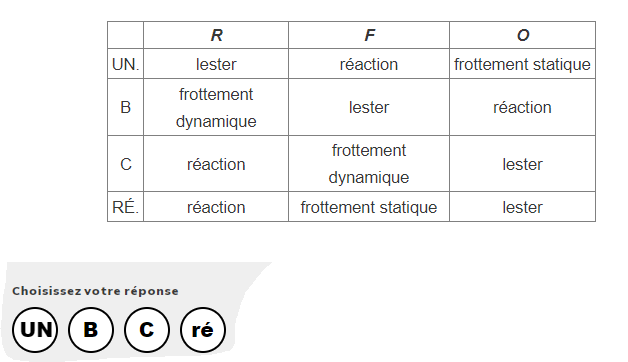 R F O
UN. lester réaction frottement statique
B frottement dynamique lester réaction
C réaction frottement dynamique lester
RÉ. réaction frottement statique lester
Choisissez votre réponse
UN B C ré